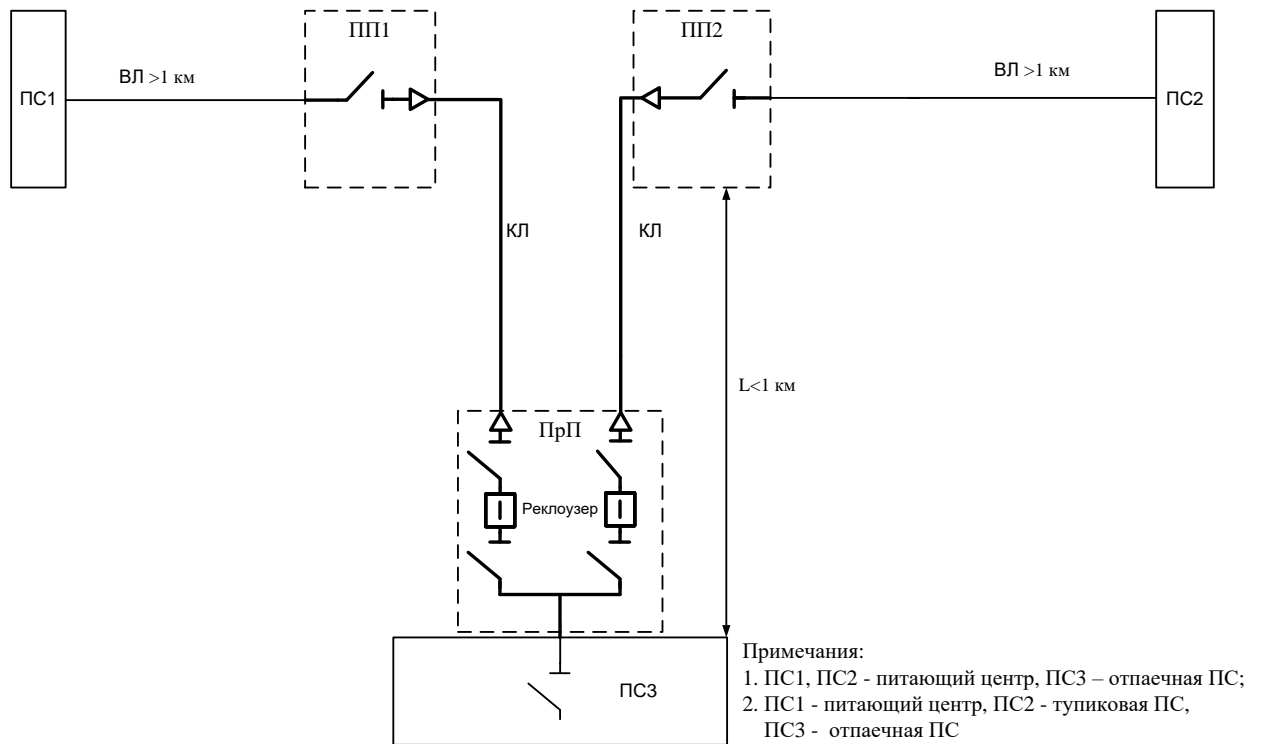 ПП1
ПП2
ПС1
ВЛ >1 км
ВЛ >1 км
ПС2
КЛ
КЛ
L<1 км
ПрП
Реклоузер
ПС3
Примечания:
1. ПС1, ПС2 - питающий центр, ПС3 – отпаечная ПС;
2. ПС1 - питающий центр, ПС2 - тупиковая ПС,
ПС3 - отпаечная ПС